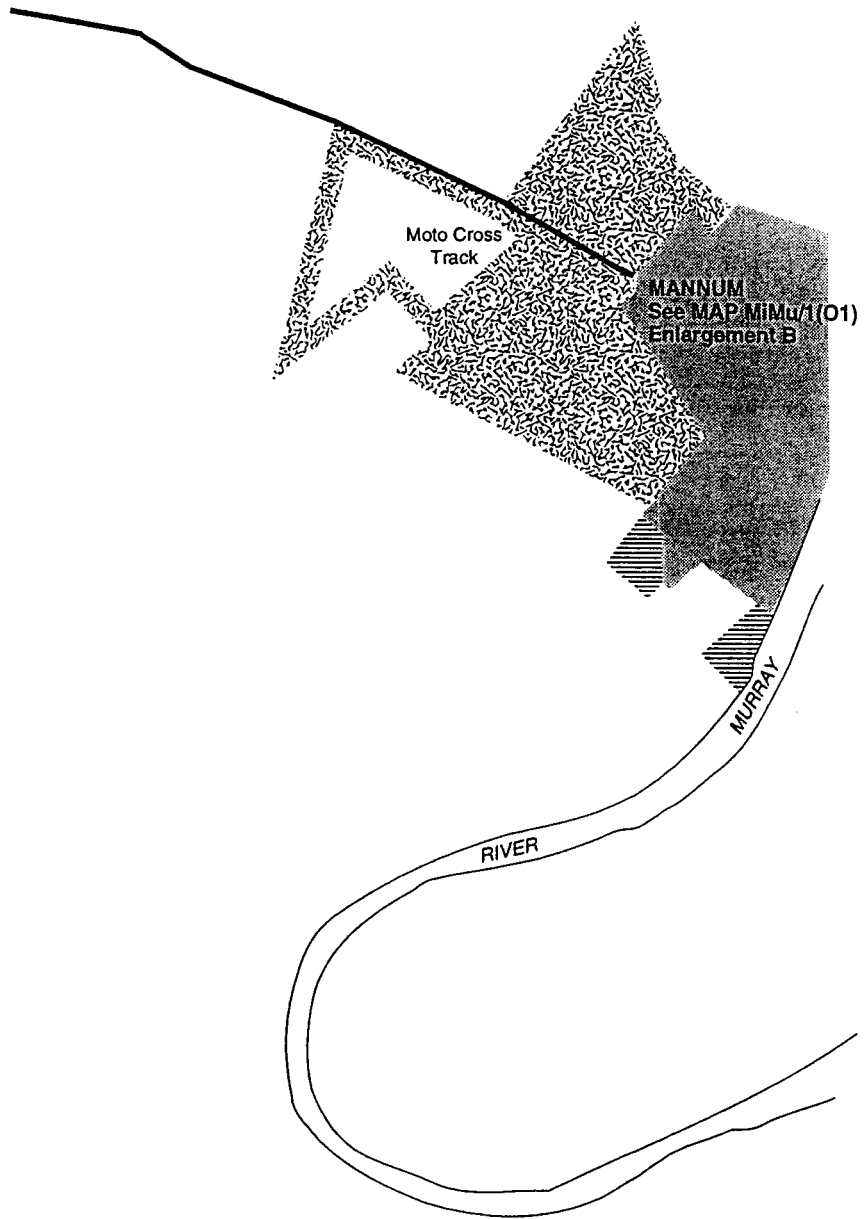 Moto Cross
Track
MANNUM
See MAP MiMu/1(O1)
Enlargement B
MURRAY
RIVER